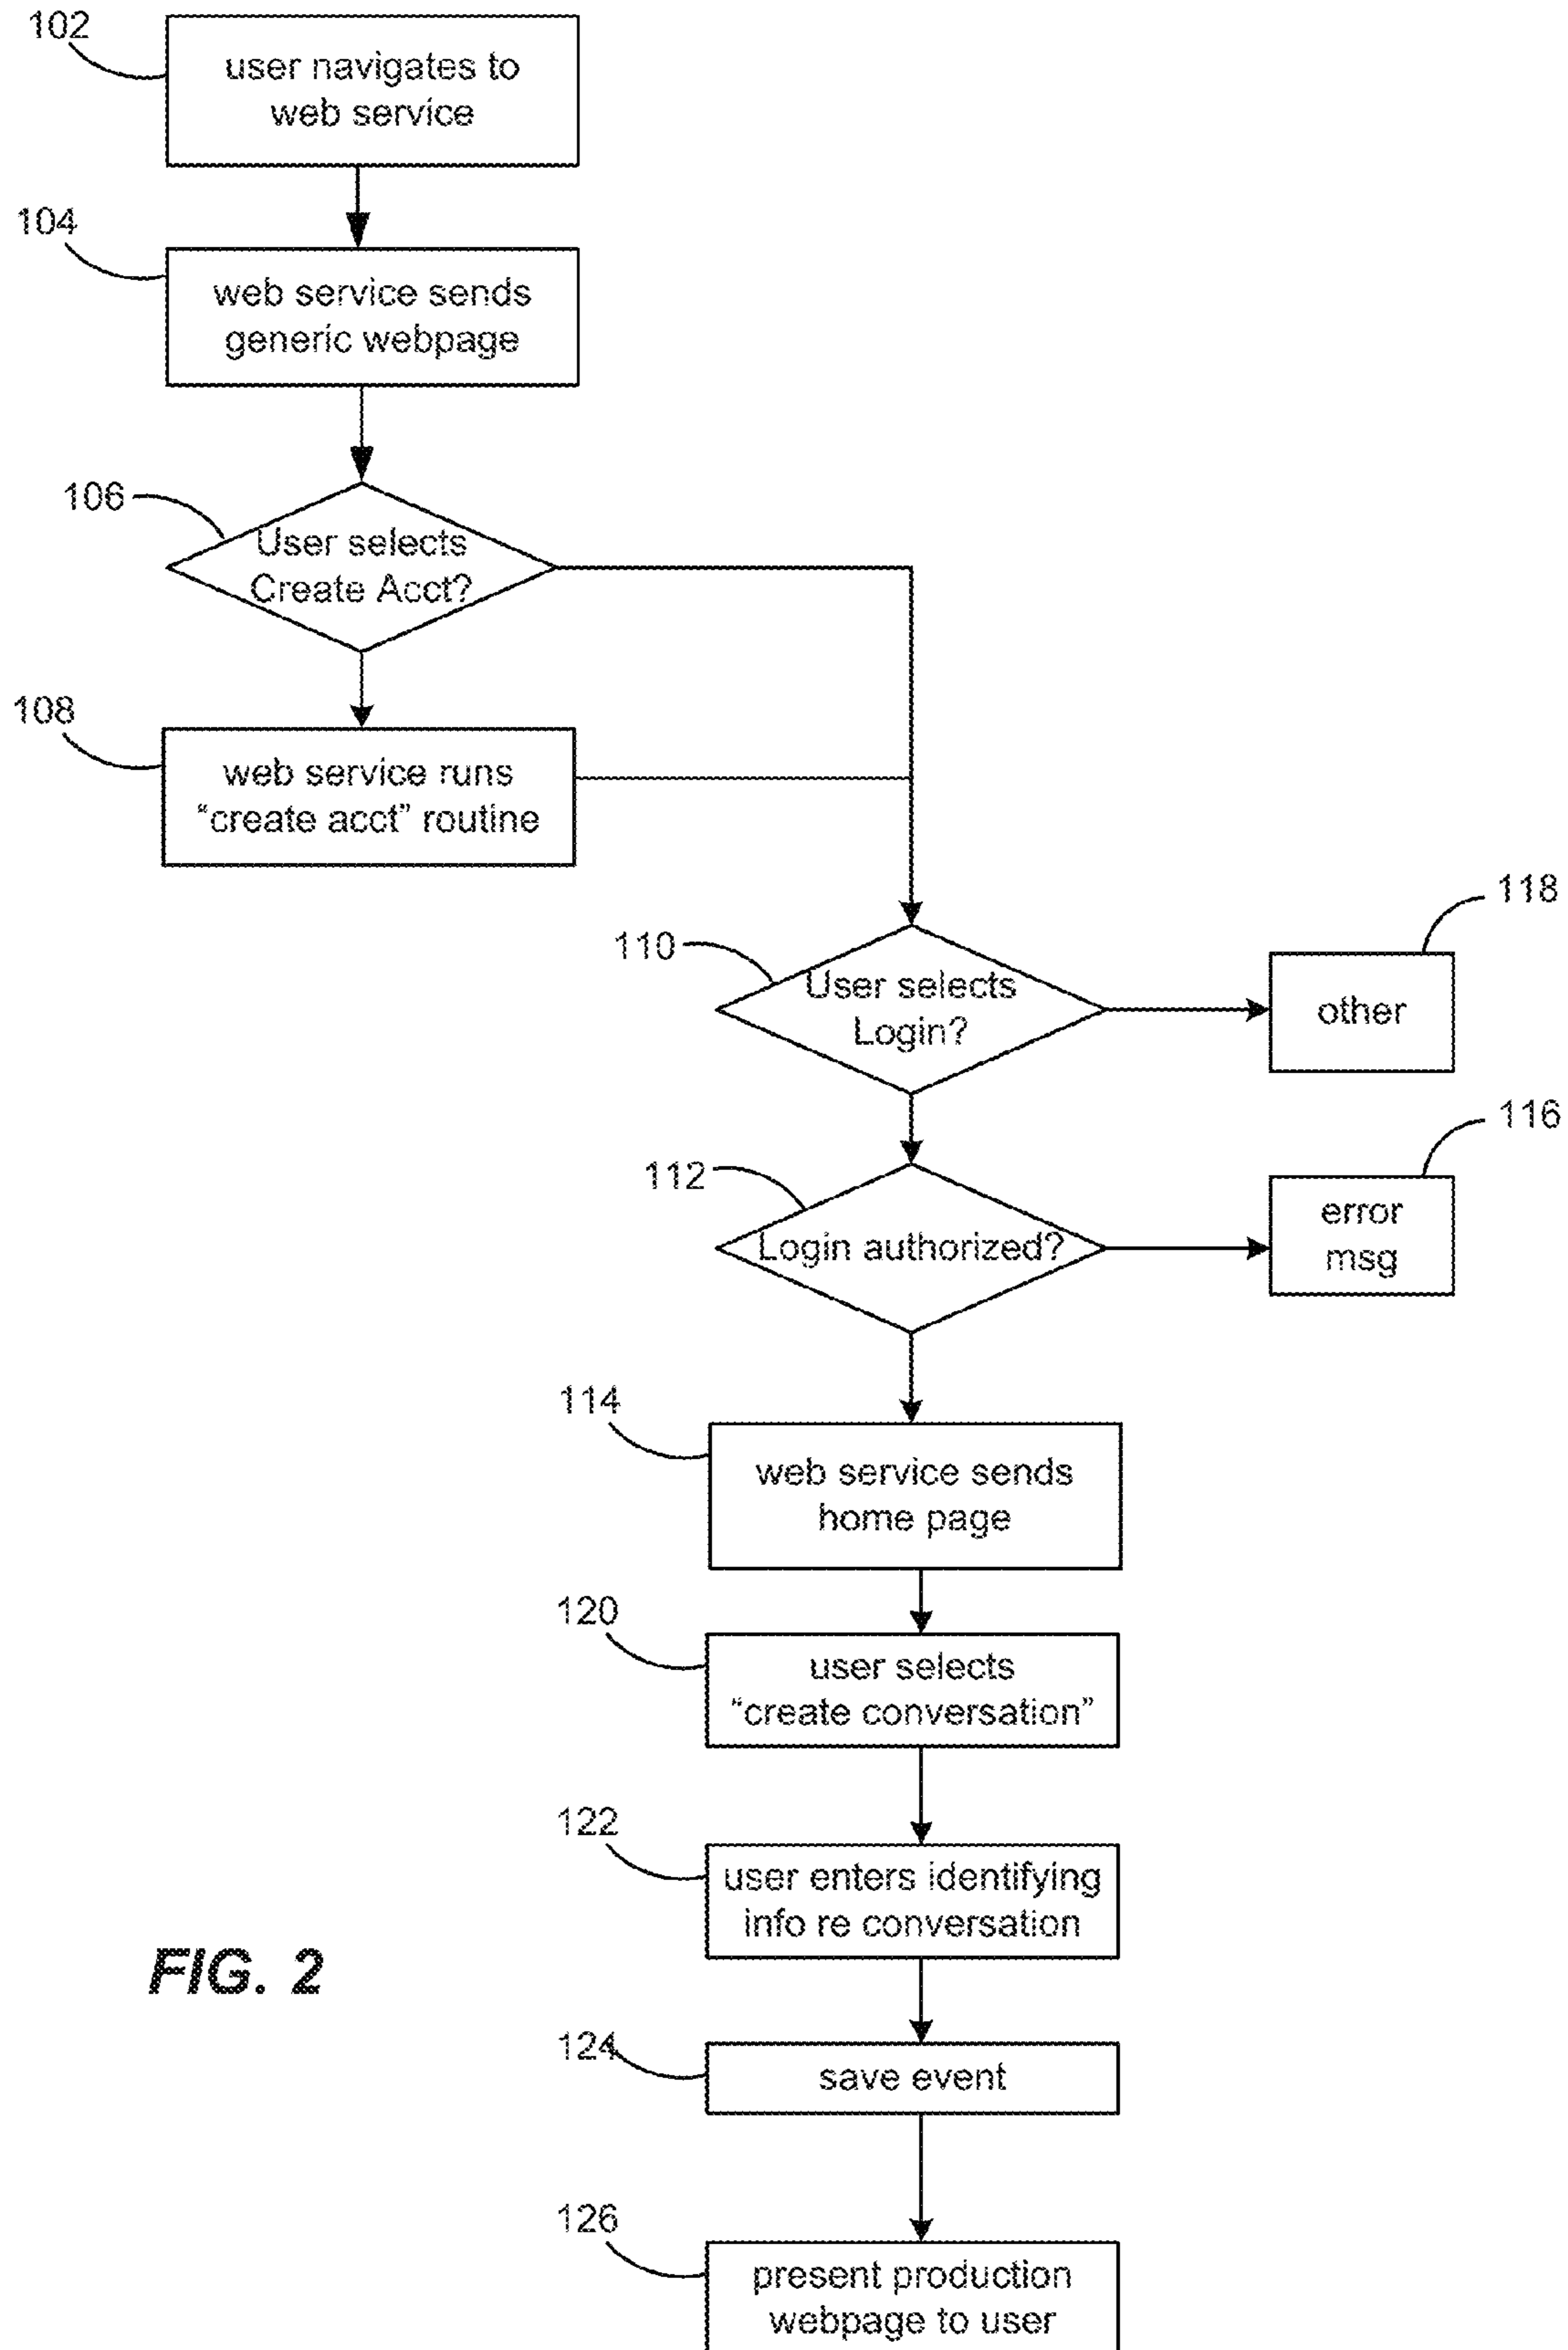 102
user navigates to
web service
104
web service sends
generic webpage
106
User selects
Create Acct?
108
web service runs
“create acct” routine
118
110
User selects
Login?
other
116
112
Login authorized?
error
msg
114
web service sends
home page
120
user selects
“create conversation”
122
user enters identifying
info re conversation
FIG. 2
124
save event
126
present production
webpage to user